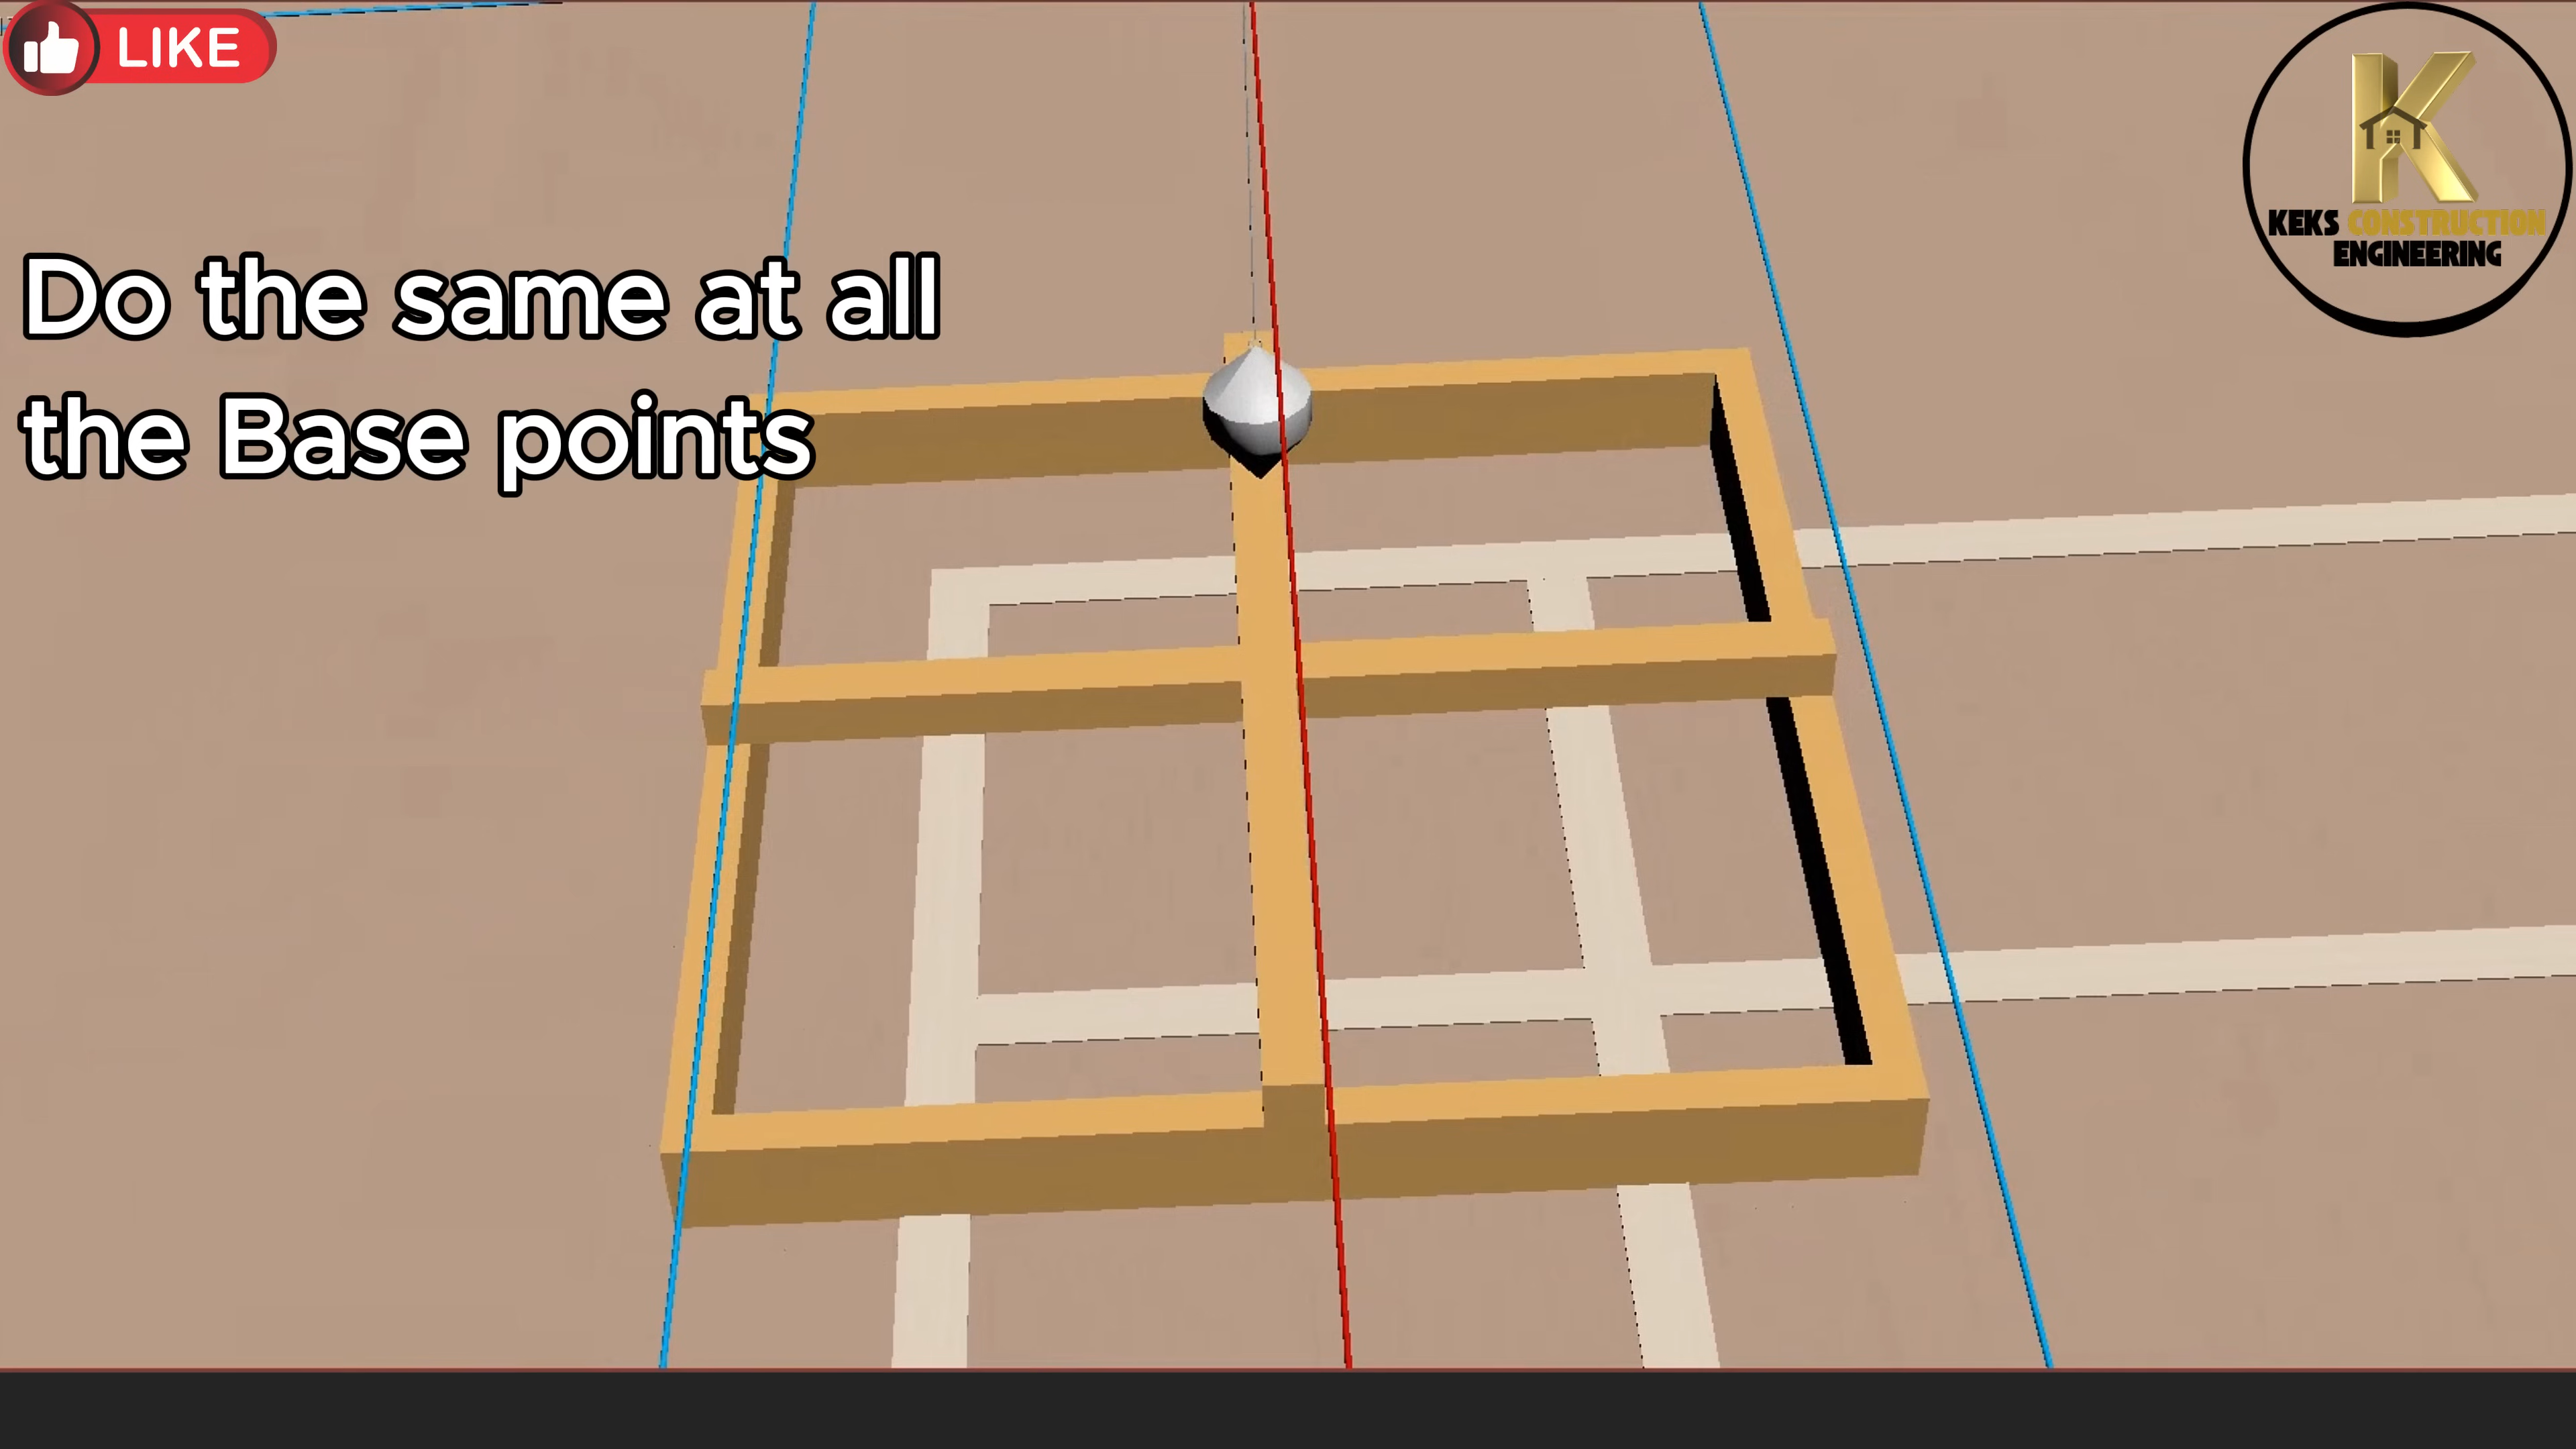 LIKE
KEKS CONSTRUCTION
ENGINEERING
Do the same at all
the Base points